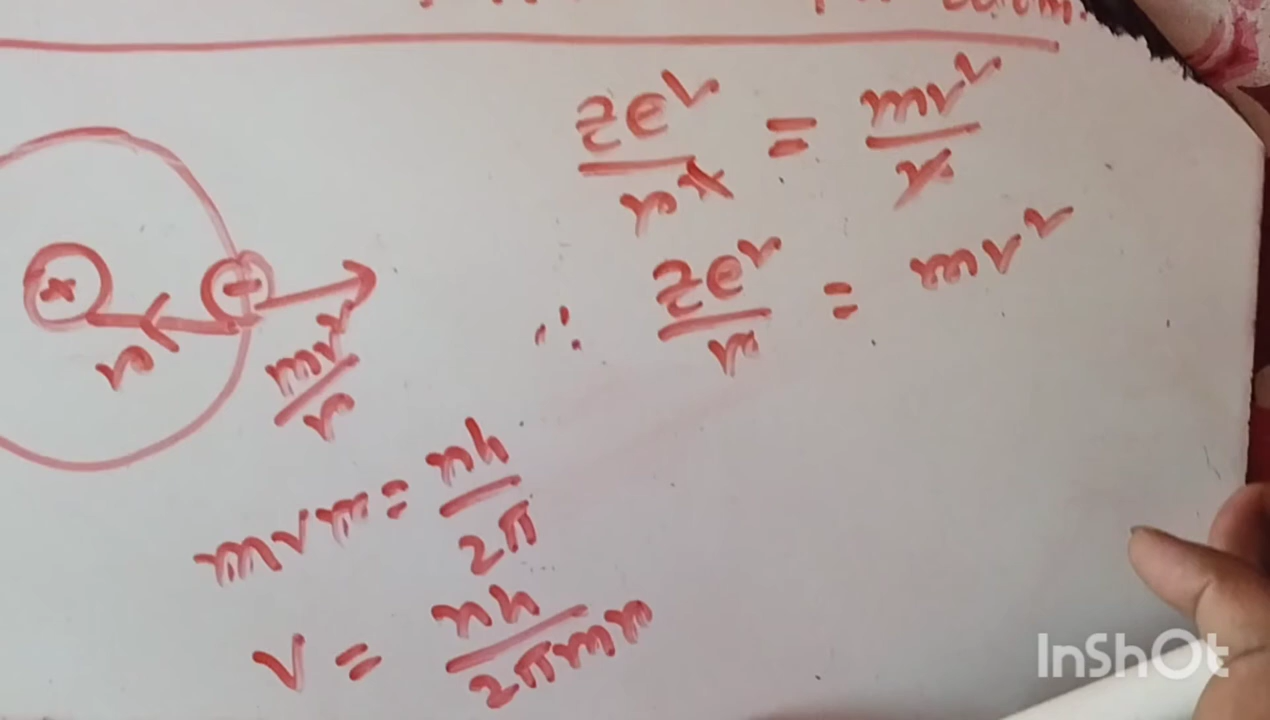 Ze² / r² = mv² / r
∴ Ze² / r = mv²
+
−
r
mv² / r
mvr = nh / 2π
v = nh / 2πmr
InShOt